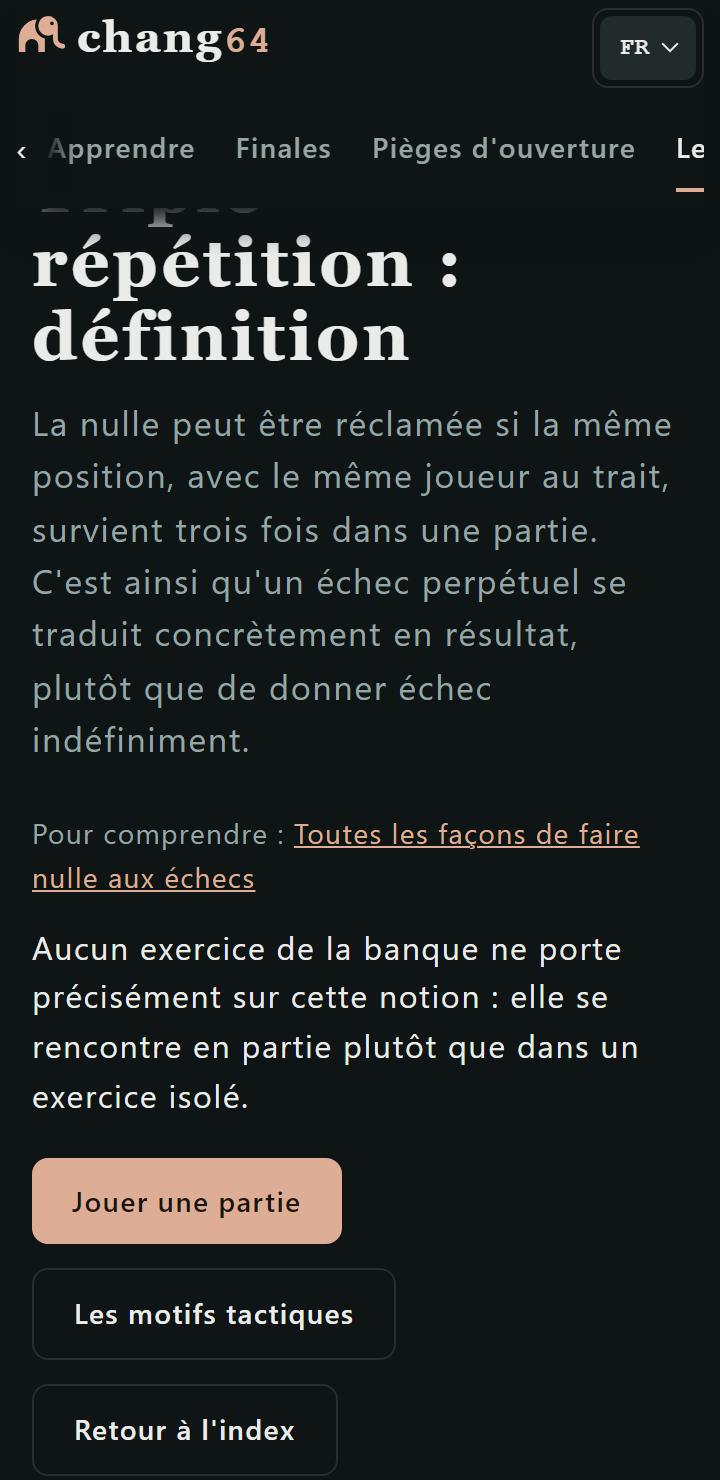 chang64
FR
‹ Apprendre Finales Pièges d'ouverture Le
répétition :
définition
La nulle peut être réclamée si la même
position, avec le même joueur au trait,
survient trois fois dans une partie.
C'est ainsi qu'un échec perpétuel se
traduit concrètement en résultat,
plutôt que de donner échec
indéfiniment.
Pour comprendre : Toutes les façons de faire
nulle aux échecs
Aucun exercice de la banque ne porte
précisément sur cette notion : elle se
rencontre en partie plutôt que dans un
exercice isolé.
Jouer une partie
Les motifs tactiques
Retour à l'index